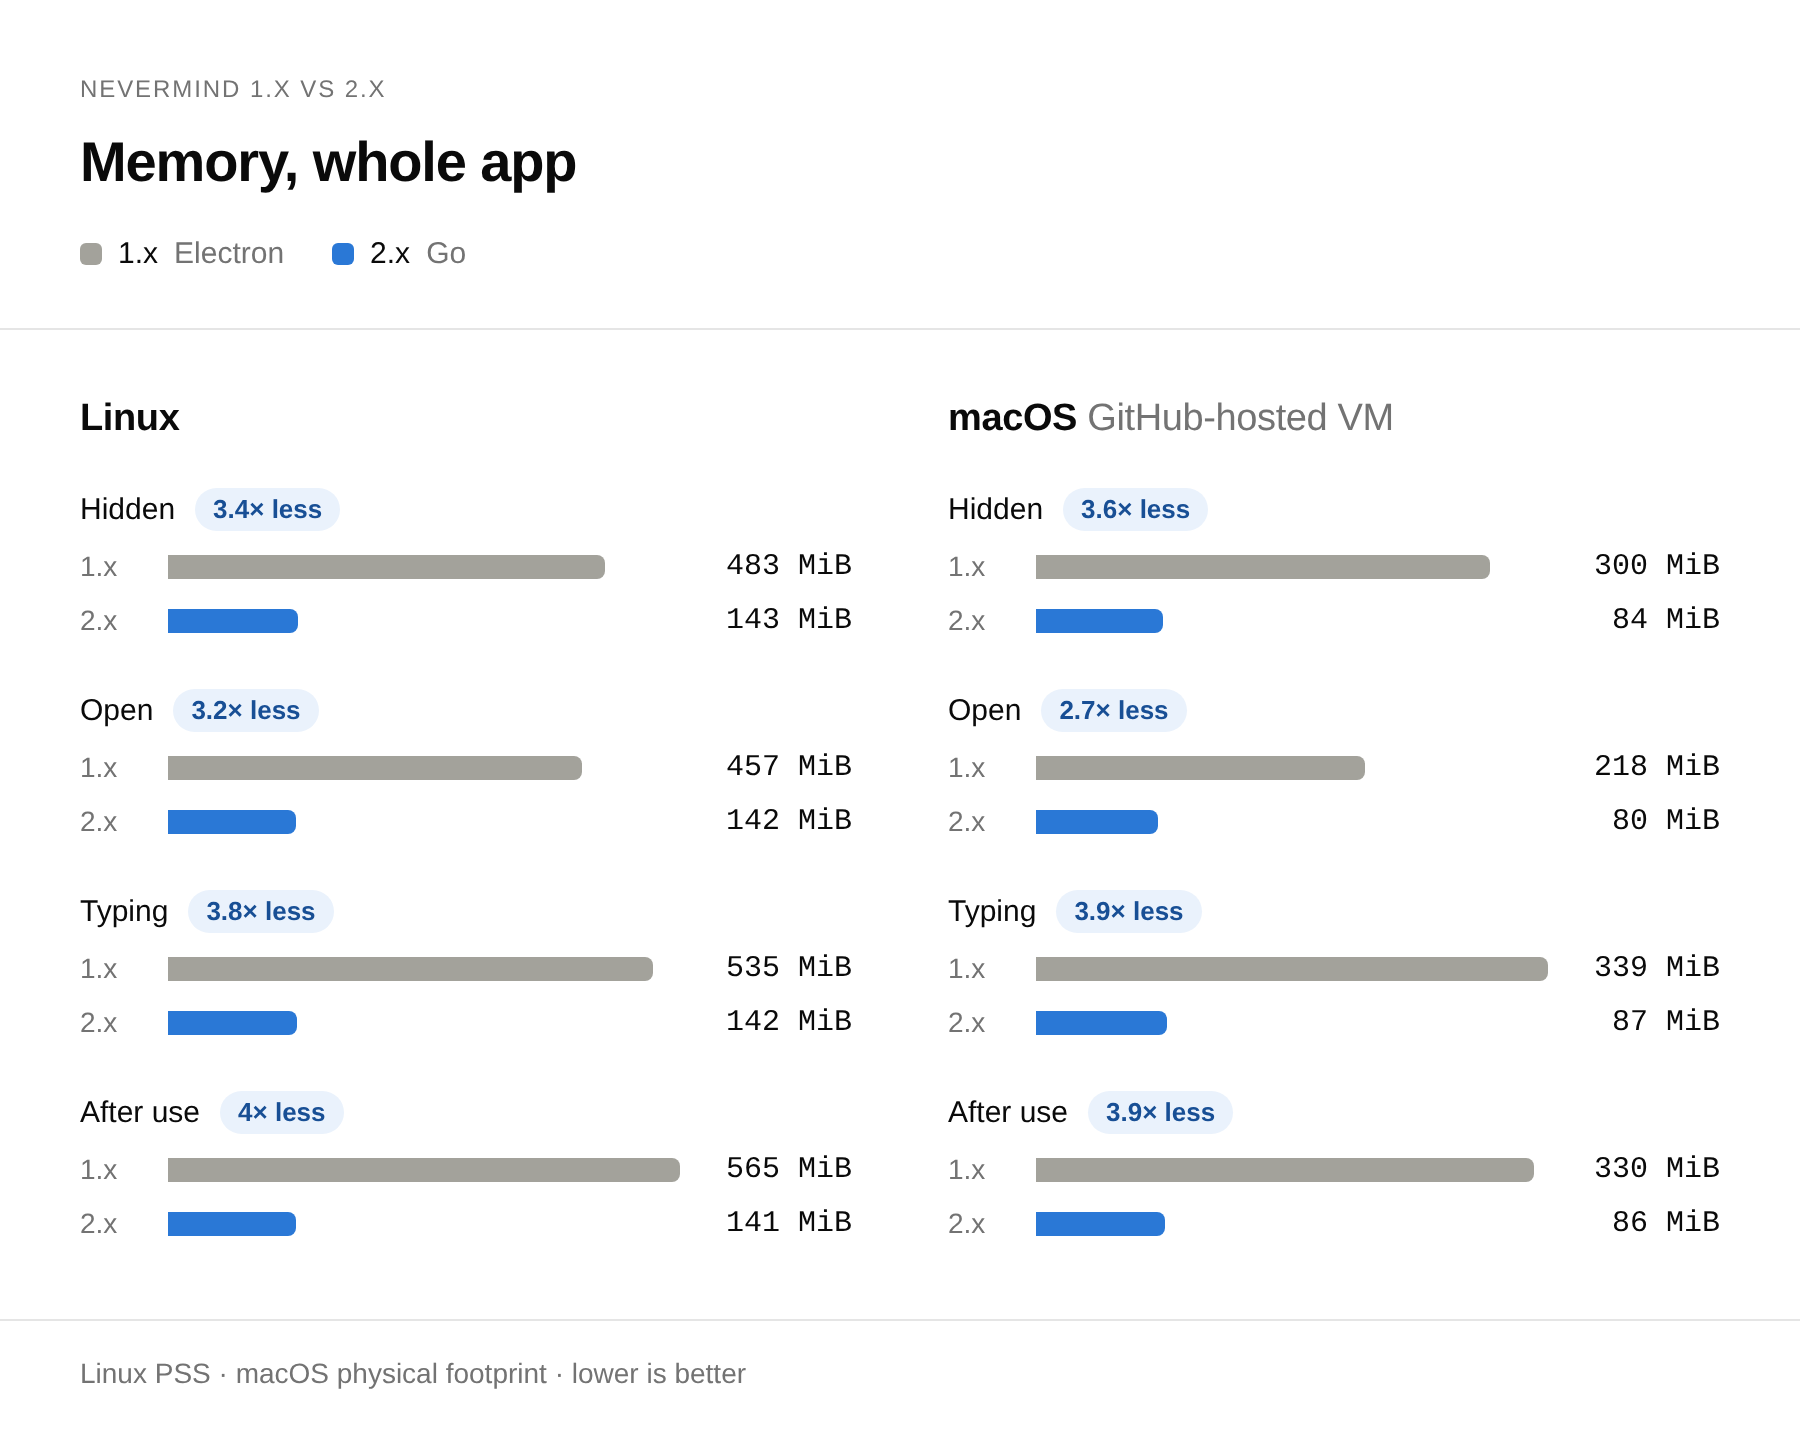 NEVERMIND 1.X VS 2.X
Memory, whole app
1.x Electron 2.x Go
Linux
Hidden 3.4× less
1.x 483 MiB
2.x 143 MiB
Open 3.2× less
1.x 457 MiB
2.x 142 MiB
Typing 3.8× less
1.x 535 MiB
2.x 142 MiB
After use 4× less
1.x 565 MiB
2.x 141 MiB
macOS GitHub-hosted VM
Hidden 3.6× less
1.x 300 MiB
2.x 84 MiB
Open 2.7× less
1.x 218 MiB
2.x 80 MiB
Typing 3.9× less
1.x 339 MiB
2.x 87 MiB
After use 3.9× less
1.x 330 MiB
2.x 86 MiB
Linux PSS · macOS physical footprint · lower is better